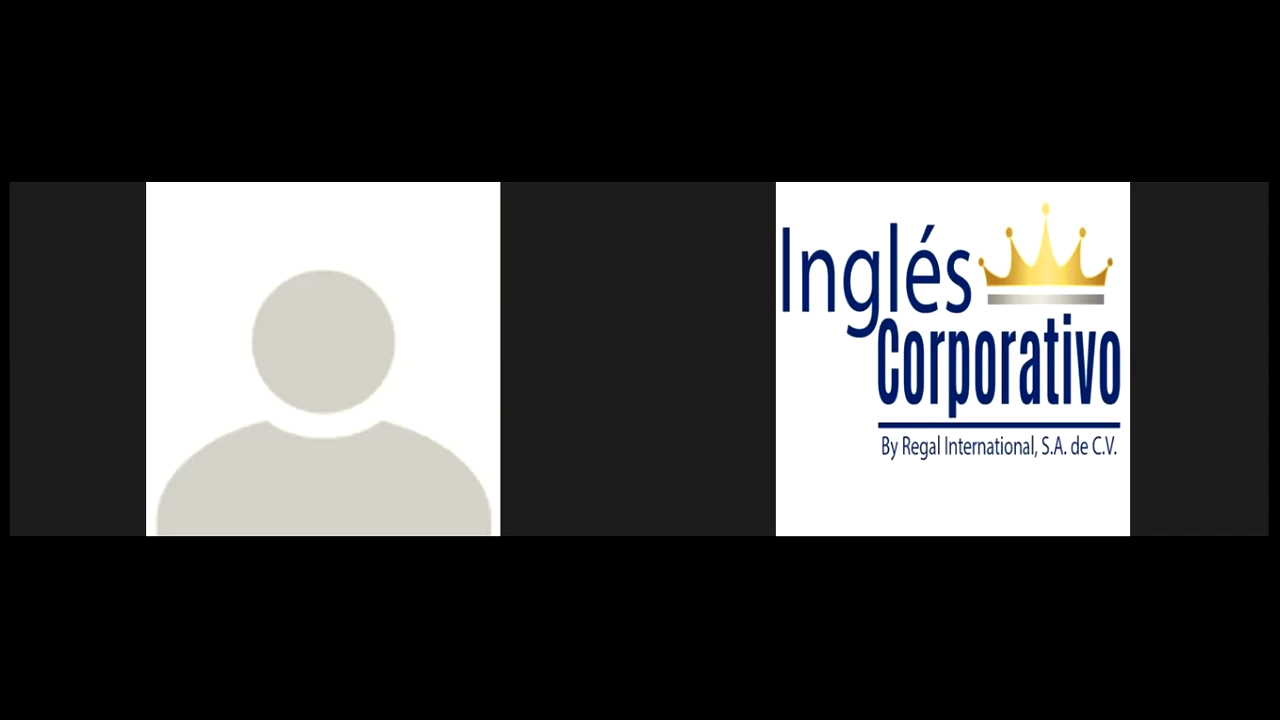 Inglés
Corporativo
By Regal International, S.A. de C.V.